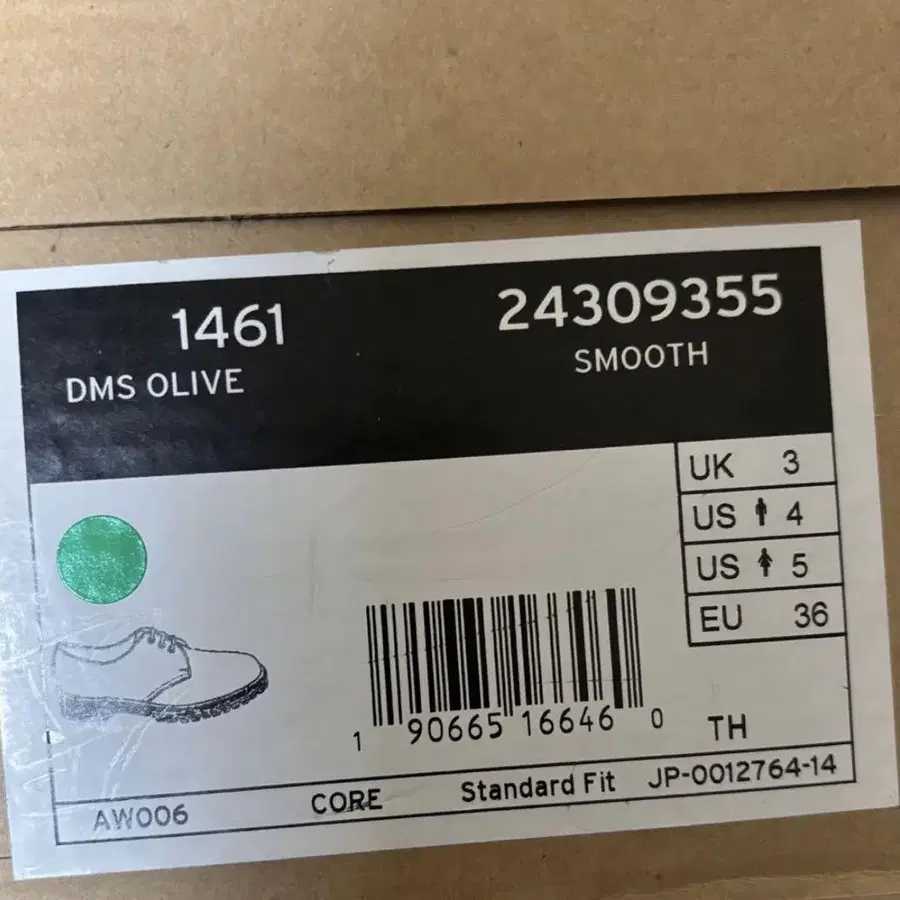 1461
24309355
DMS OLIVE
SMOOTH
UK 3
US 4
US 5
EU 36
1 90665 16646 0
TH
AW006
CORE
Standard Fit
JP-0012764-14